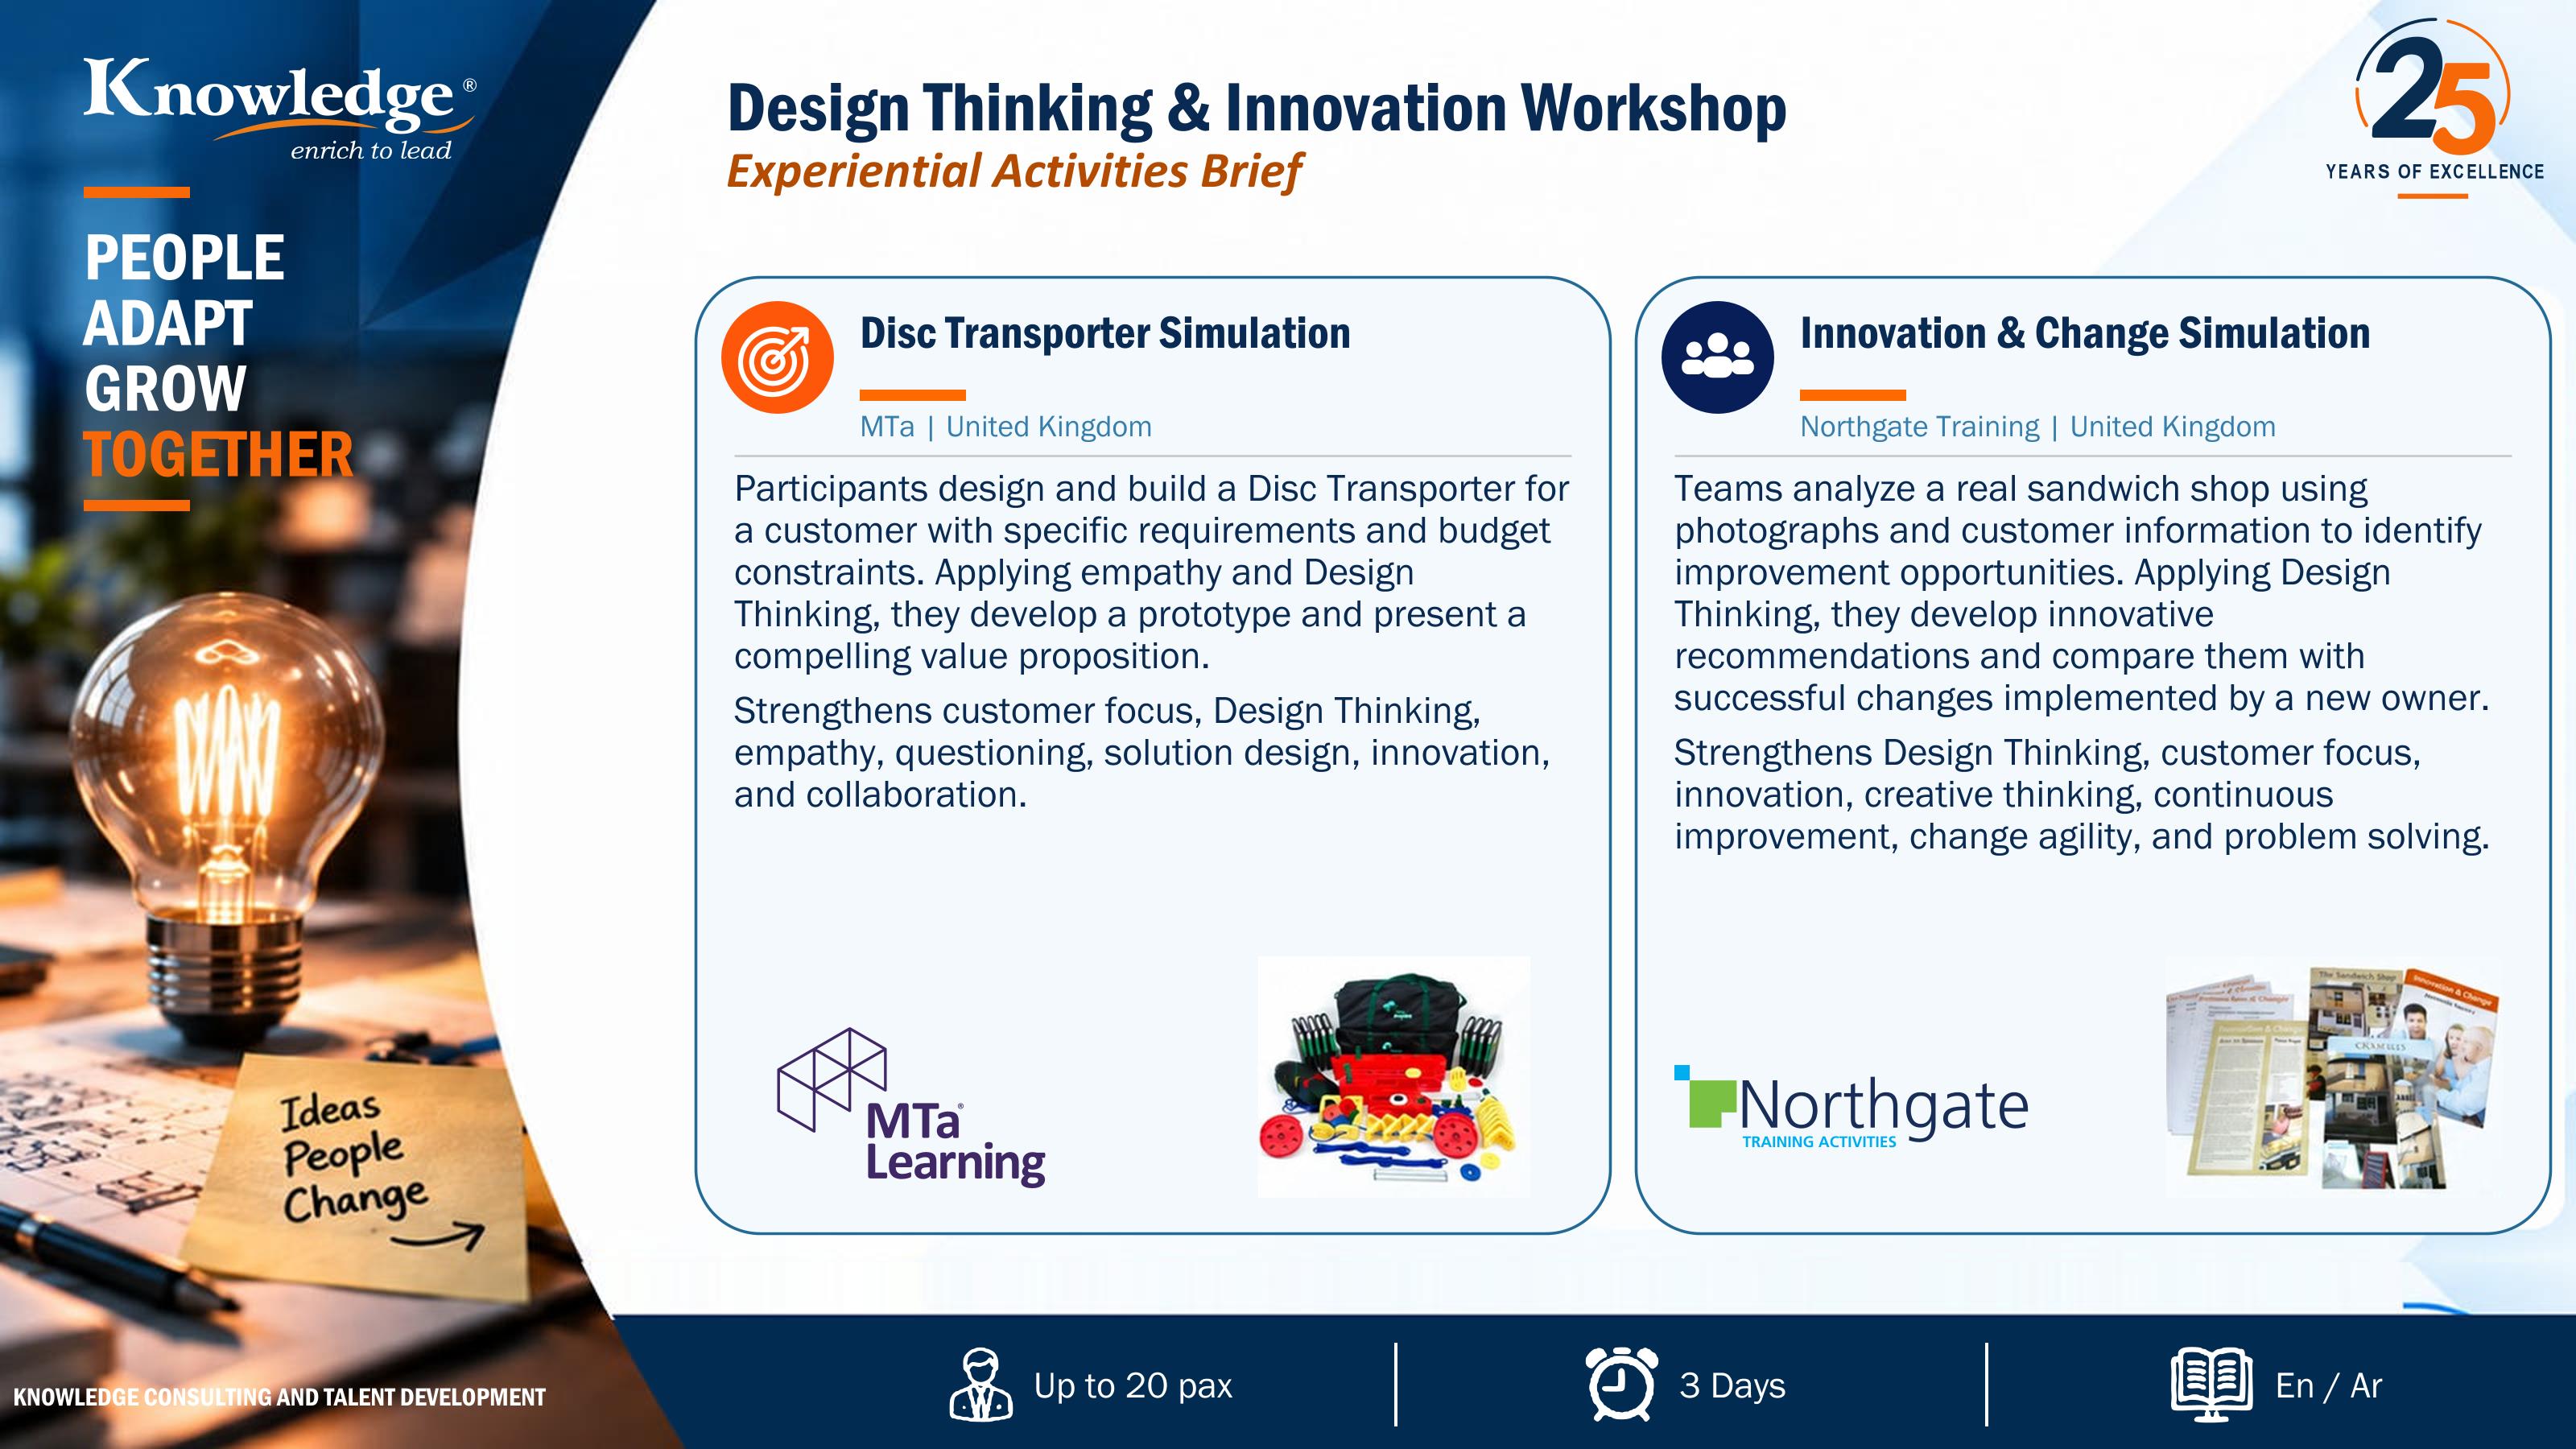 Knowledge®
enrich to lead
PEOPLE
ADAPT
GROW
TOGETHER
Design Thinking & Innovation Workshop
Experiential Activities Brief
25
YEARS OF EXCELLENCE
Disc Transporter Simulation
MTa | United Kingdom
Participants design and build a Disc Transporter for
a customer with specific requirements and budget
constraints. Applying empathy and Design
Thinking, they develop a prototype and present a
compelling value proposition.
Strengthens customer focus, Design Thinking,
empathy, questioning, solution design, innovation,
and collaboration.
MTa®
Learning
Innovation & Change Simulation
Northgate Training | United Kingdom
Teams analyze a real sandwich shop using
photographs and customer information to identify
improvement opportunities. Applying Design
Thinking, they develop innovative
recommendations and compare them with
successful changes implemented by a new owner.
Strengthens Design Thinking, customer focus,
innovation, creative thinking, continuous
improvement, change agility, and problem solving.
Northgate
TRAINING ACTIVITIES
The Sandwich Shop
Innovation & Change
Ideas
People
Change
KNOWLEDGE CONSULTING AND TALENT DEVELOPMENT
Up to 20 pax
3 Days
En / Ar